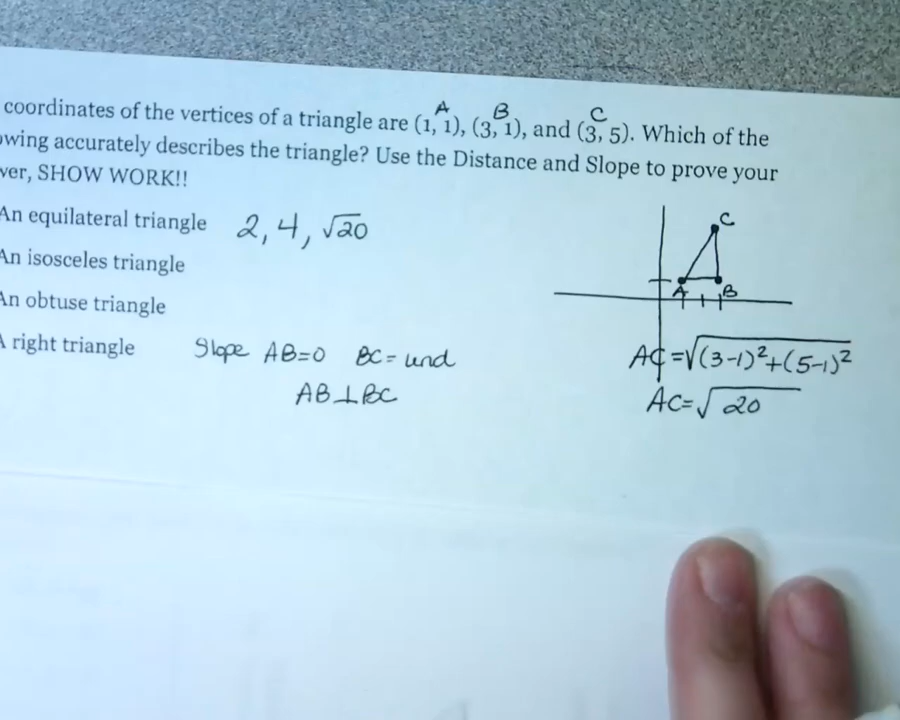 A B C
coordinates of the vertices of a triangle are (1, 1), (3, 1), and (3, 5). Which of the
owing accurately describes the triangle? Use the Distance and Slope to prove your
ver, SHOW WORK!!
An equilateral triangle 2, 4, √20
An isosceles triangle
An obtuse triangle
A right triangle Slope AB=0 BC= und
AB⊥BC
C
A B
AC=√(3-1)²+(5-1)²
AC=√20